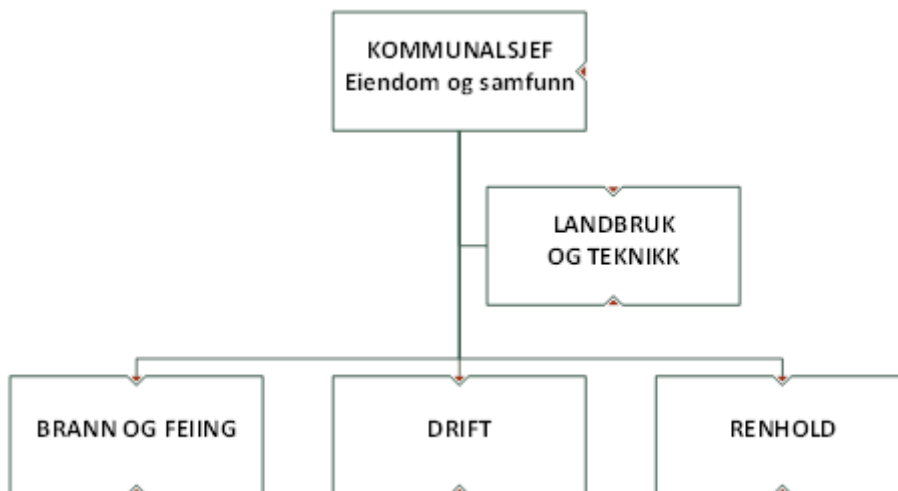 KOMMUNALSJEF
Eiendom og samfunn
LANDBRUK
OG TEKNIKK
BRANN OG FEIING
DRIFT
RENHOLD